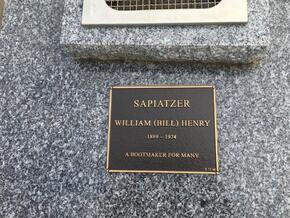 SAPIATZER
WILLIAM (BILL) HENRY
1899 - 1974
A BOOTMAKER FOR MANY